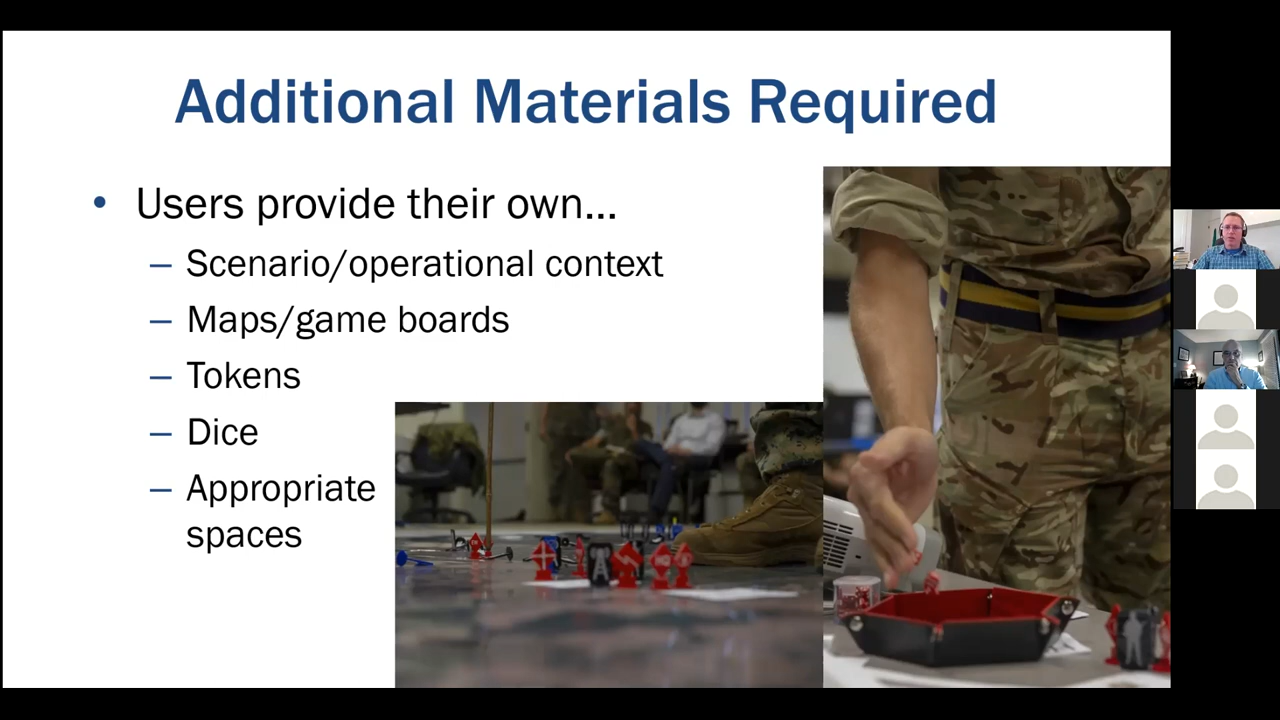 Additional Materials Required
• Users provide their own...
– Scenario/operational context
– Maps/game boards
– Tokens
– Dice
– Appropriate
spaces